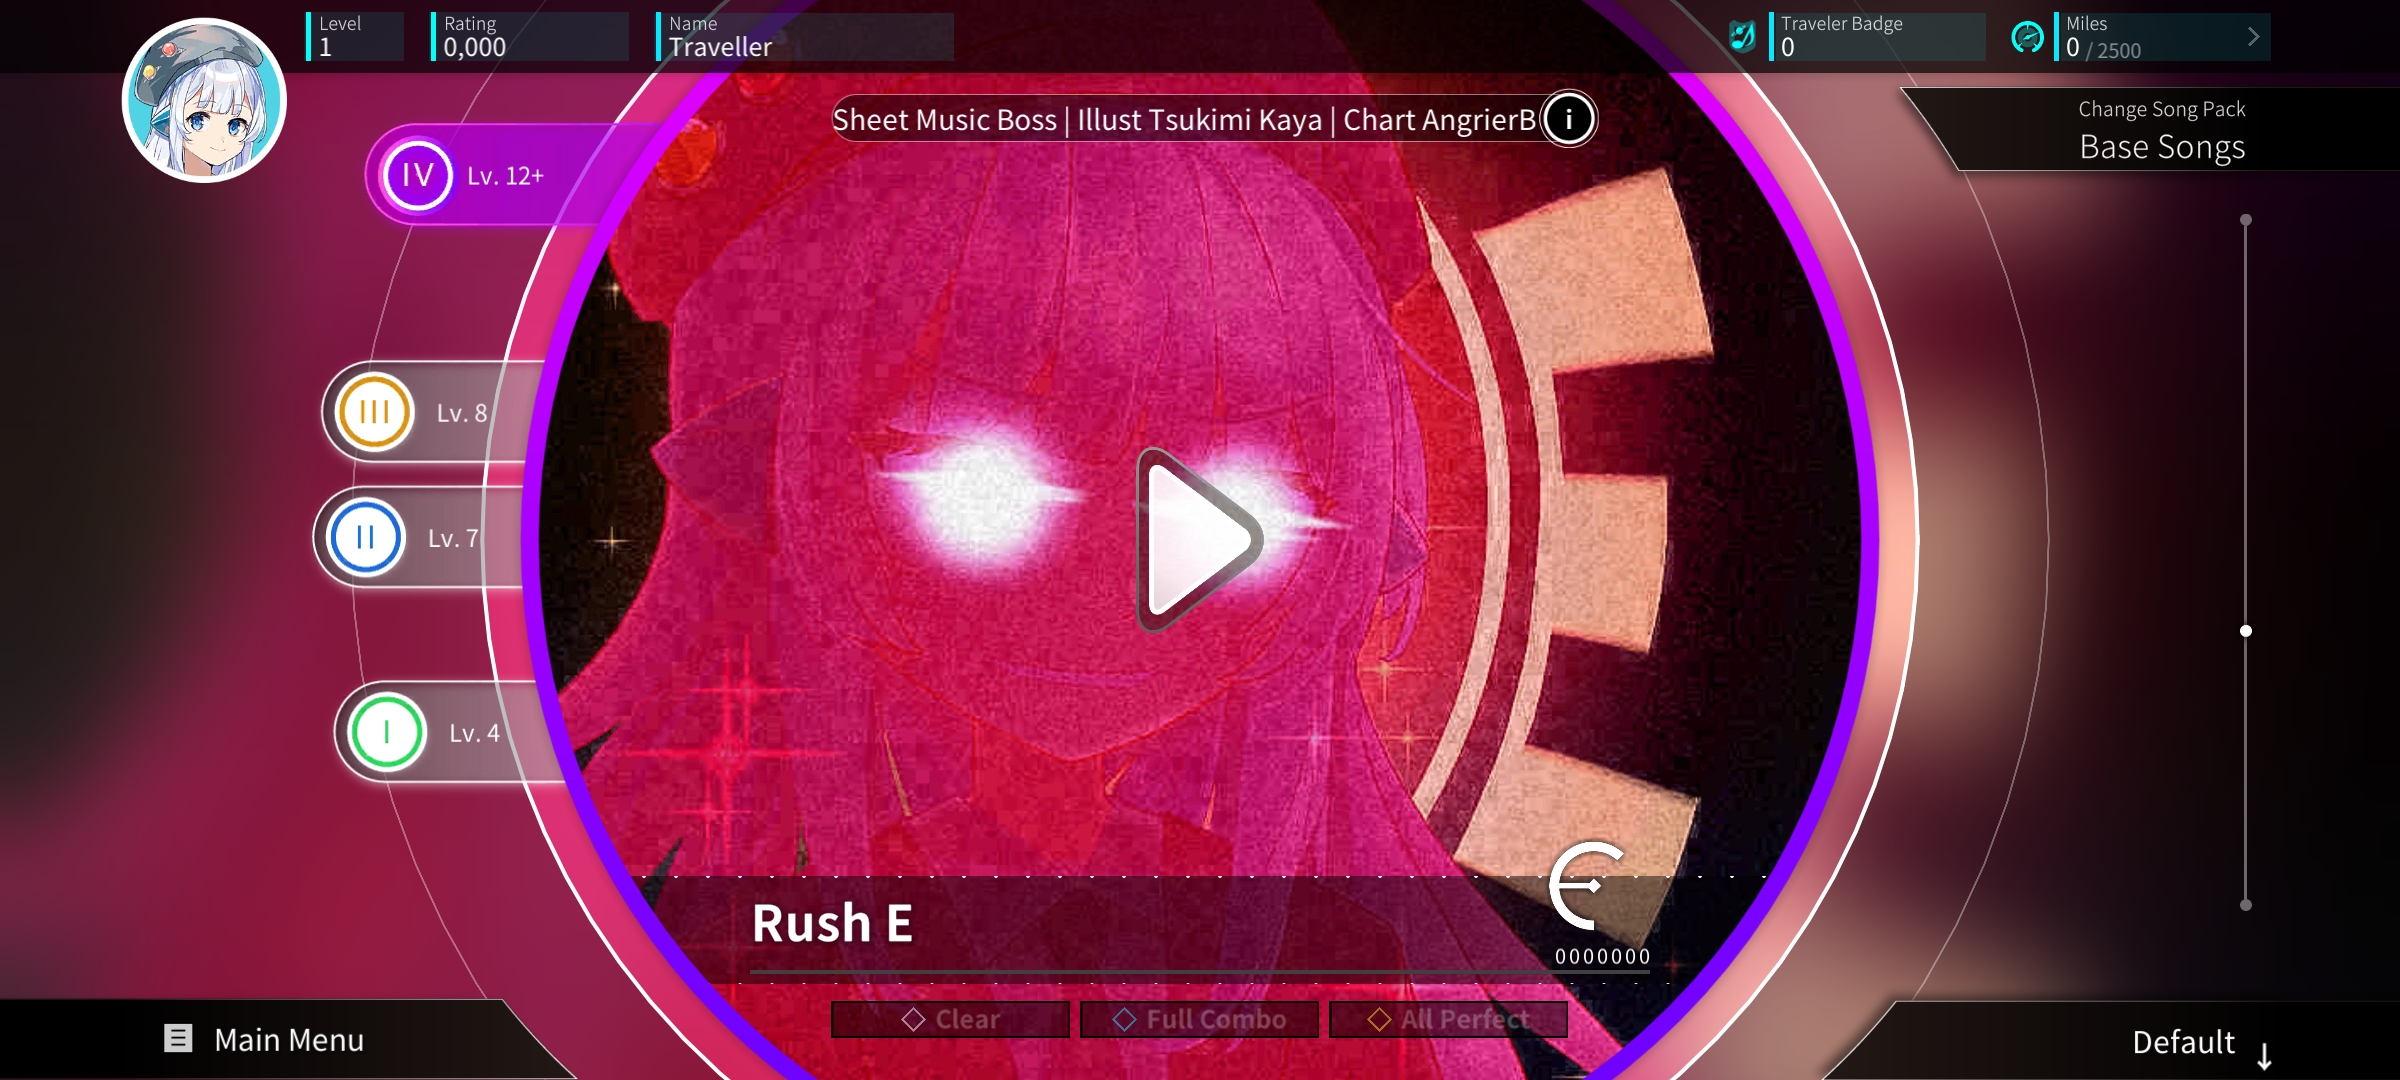 Level
1
Rating
0,000
Name
Traveller
Traveler Badge
0
Miles
0 / 2500
Sheet Music Boss | Illust Tsukimi Kaya | Chart AngrierB
i
Change Song Pack
Base Songs
IV Lv. 12+
III Lv. 8
II Lv. 7
I Lv. 4
Rush E
0000000
Clear
Full Combo
All Perfect
Main Menu
Default ↓